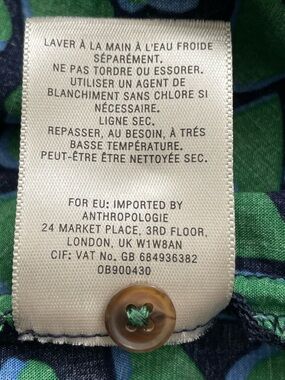 LAVER À LA MAIN À L'EAU FROIDE
SÉPARÉMENT.
NE PAS TORDRE OU ESSORER.
UTILISER UN AGENT DE
BLANCHIMENT SANS CHLORE SI
NÉCESSAIRE.
LIGNE SEC.
REPASSER, AU BESOIN, À TRÉS
BASSE TEMPÉRATURE.
PEUT-ÊTRE ÊTRE NETTOYÉE SEC.
FOR EU: IMPORTED BY
ANTHROPOLOGIE
24 MARKET PLACE, 3RD FLOOR,
LONDON, UK W1W8AN
CIF: VAT No. GB 684936382
OB900430